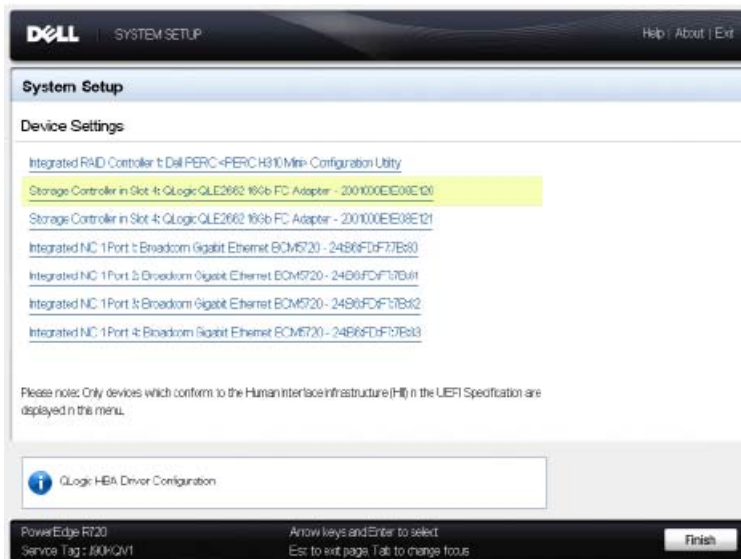 DELL SYSTEM SETUP Help | About | Exit
System Setup
Device Settings
Integrated RAID Controller 1: Dell PERC <PERC H310 Mini> Configuration Utility
Storage Controller in Slot 4: QLogic QLE2662 16Gb FC Adapter - 2001000E1E08E120
Storage Controller in Slot 4: QLogic QLE2662 16Gb FC Adapter - 2001000E1E08E121
Integrated NIC 1 Port 1: Broadcom Gigabit Ethernet BCM5720 -
Integrated NIC 1 Port 2: Broadcom Gigabit Ethernet BCM5720 -
Integrated NIC 1 Port 3: Broadcom Gigabit Ethernet BCM5720 -
Integrated NIC 1 Port 4: Broadcom Gigabit Ethernet BCM5720 -
Please note: Only devices which conform to the Human Interface Infrastructure (HII) in the UEFI Specification are
displayed in this menu.
QLogic HBA Driver Configuration
PowerEdge R720 Arrow keys and Enter to select
Service Tag : Esc to exit page, Tab to change focus
Finish